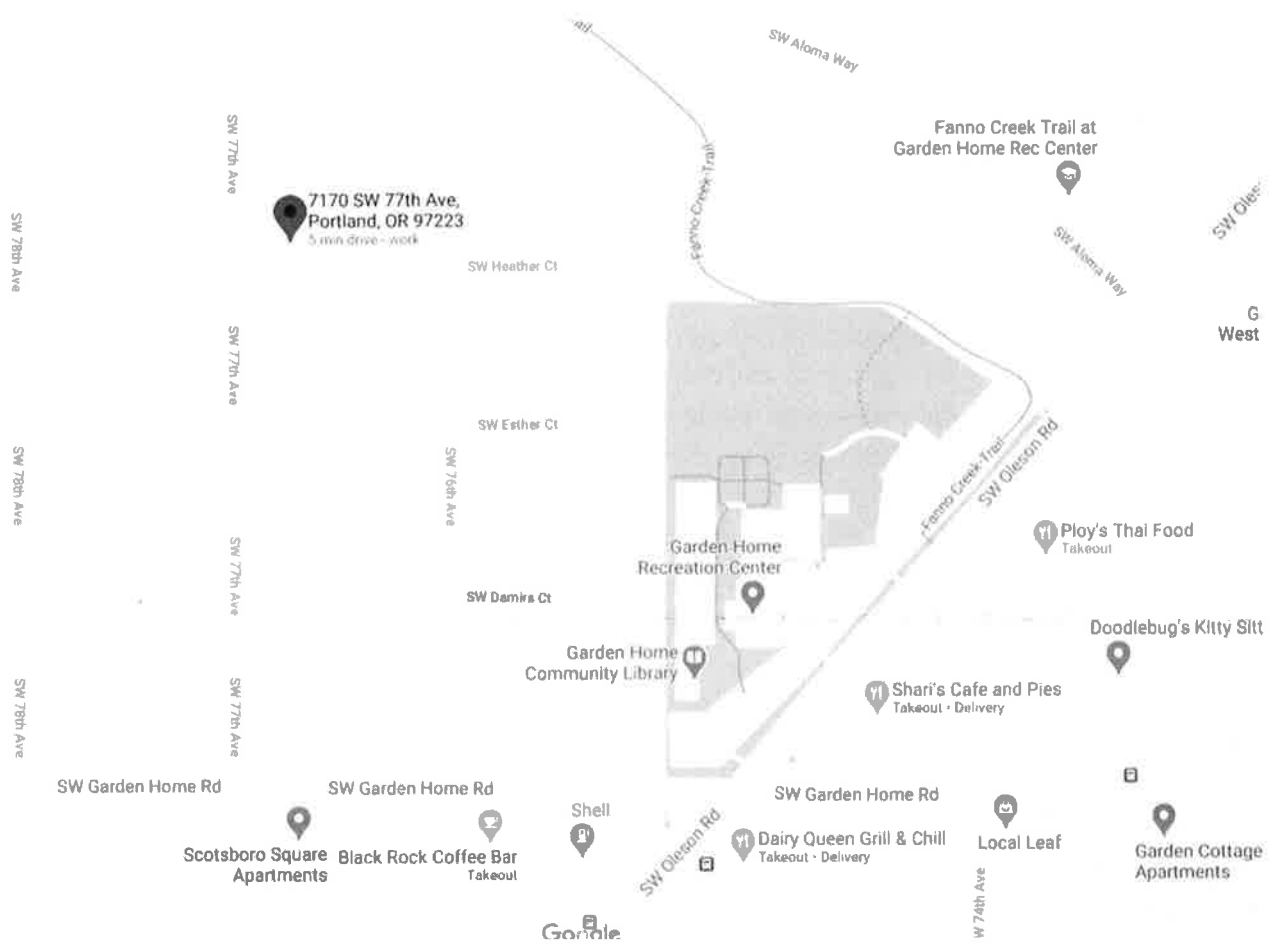 ail
SW Aloma Way
SW 77th Ave
Fanno Creek Trail at
Garden Home Rec Center
7170 SW 77th Ave,
Portland, OR 97223
5 min drive - work
SW 78th Ave
Fanno Creek Trail
SW Oles
SW Heather Ct
SW Aloma Way
G
West
SW 77th Ave
SW Esther Ct
SW 78th Ave
SW 76th Ave
Fanno Creek Trail
SW Oleson Rd
Ploy's Thai Food
Takeout
Garden Home
Recreation Center
SW 77th Ave
SW Damira Ct
Doodlebug's Kitty Sitt
Garden Home
Community Library
Shari's Cafe and Pies
Takeout · Delivery
SW 78th Ave
SW 77th Ave
SW Garden Home Rd
SW Garden Home Rd
SW Garden Home Rd
Shell
Scotsboro Square
Apartments
Black Rock Coffee Bar
Takeout
SW Oleson Rd
Dairy Queen Grill & Chill
Takeout · Delivery
Local Leaf
Garden Cottage
Apartments
W 74th Ave
Google